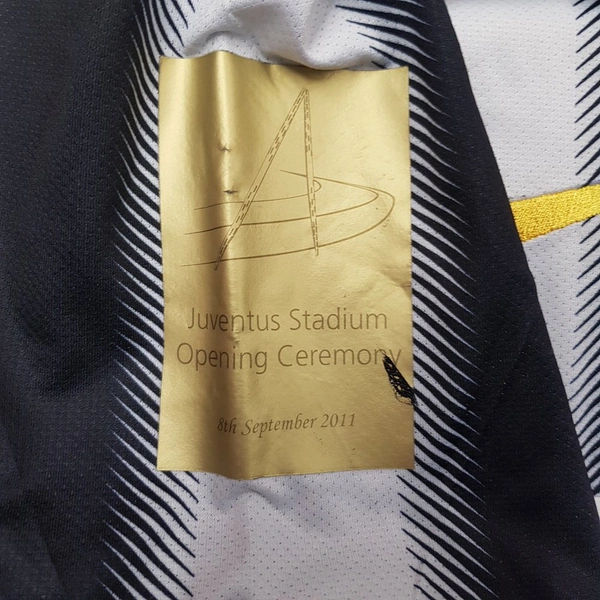 Juventus Stadium
Opening Ceremony
8th September 2011